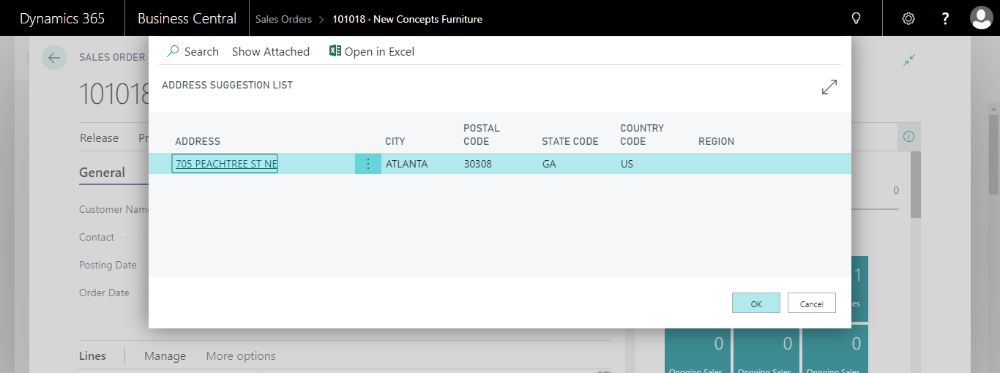 Dynamics 365 Business Central Sales Orders > 101018 · New Concepts Furniture ?
SALES ORDER
Search Show Attached Open in Excel
ADDRESS SUGGESTION LIST
101018
Release
General
Customer Name
Contact
Posting Date
Order Date
ADDRESS CITY POSTAL CODE STATE CODE COUNTRY CODE REGION
705 PEACHTREE ST NE ATLANTA 30308 GA US
0
OK Cancel
1
Lines Manage More options
0 0 0
Ongoing Sales Ongoing Sales Ongoing Sales